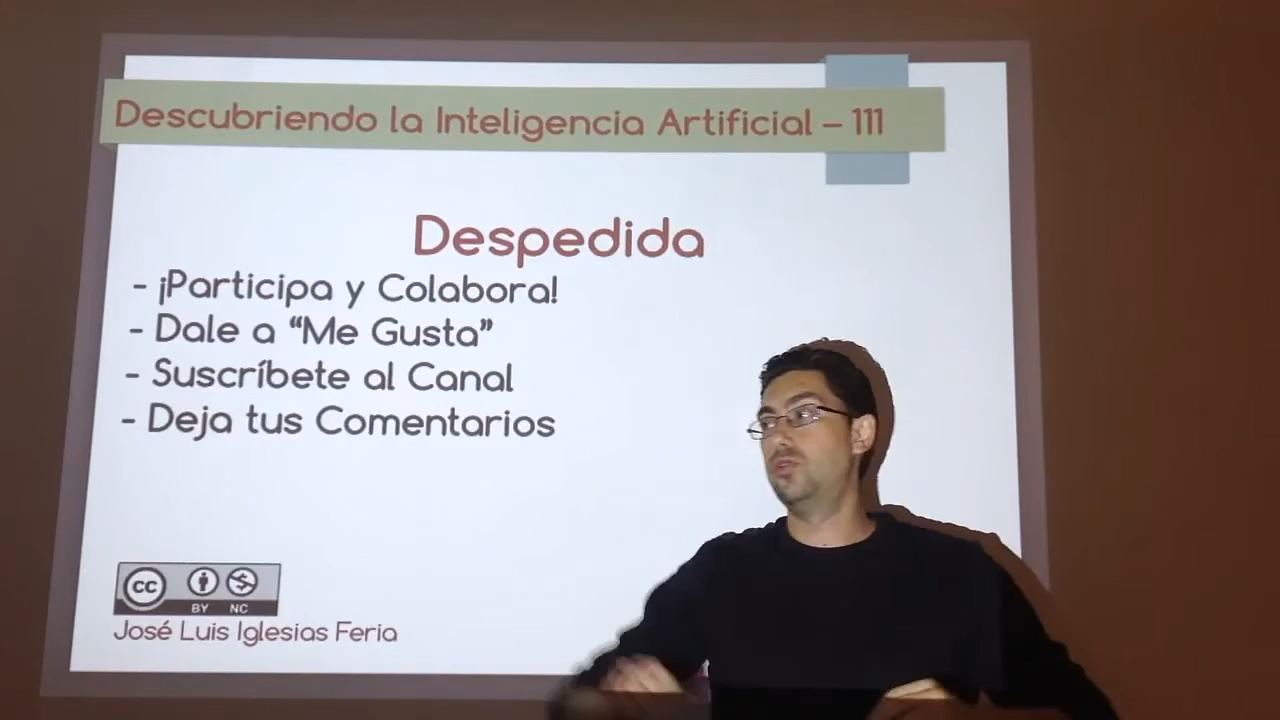 Descubriendo la Inteligencia Artificial – 111
Despedida
- ¡Participa y Colabora!
- Dale a “Me Gusta”
- Suscríbete al Canal
- Deja tus Comentarios
cc
BY NC
José Luis Iglesias Feria